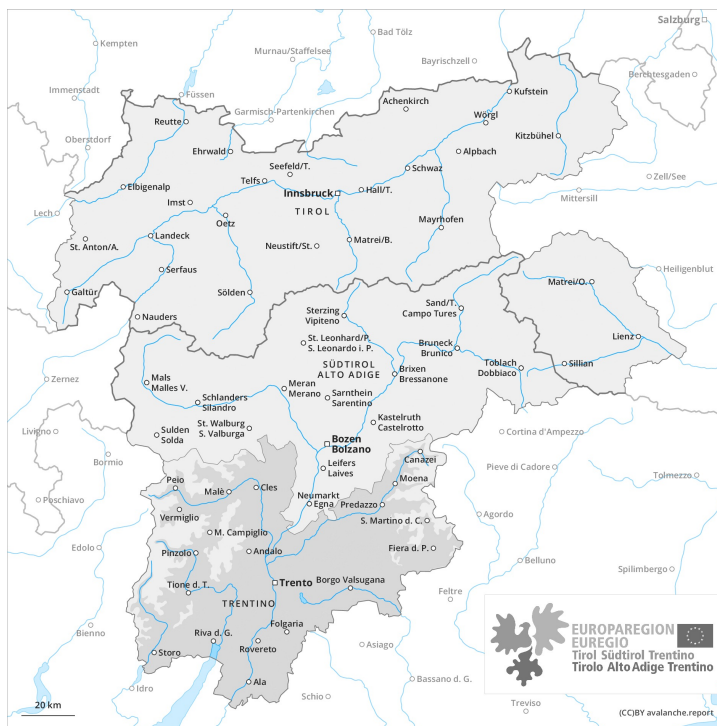 Salzburg
Kempten
Bad Tölz
Murnau/Staffelsee
Bayrischzell
Berchtesgaden
Immenstadt
Füssen
Garmisch-Partenkirchen
Achenkirch
Kufstein
Reutte
Wörgl
Oberstdorf
Ehrwald
Kitzbühel
Alpbach
Seefeld/T.
Schwaz
Telfs
Zell/See
Elbigenalp
Innsbruck
Hall/T.
Mittersill
Imst
TIROL
Lech
Oetz
Mayrhofen
Landeck
St. Anton/A.
Neustift/St.
Matrei/B.
Serfaus
Heiligenblut
Galtür
Sölden
Matrei/O.
Nauders
Sterzing
Vipiteno
Sand/T.
Campo Tures
Lienz
St. Leonhard/P.
S. Leonardo i. P.
Bruneck
Brunico
Toblach
Dobbiaco
Sillian
SÜDTIROL
ALTO ADIGE
Brixen
Bressanone
Zernez
Mals
Malles V.
Meran
Merano
Sarnthein
Sarentino
Schlanders
Silandro
Kastelruth
Castelrotto
St. Walburg
S. Valburga
Livigno
Sulden
Solda
Cortina d'Ampezzo
Bozen
Bolzano
Bormio
Canazei
Leifers
Laives
Pieve di Cadore
Tolmezzo
Peio
Malè
Cles
Moena
Neumarkt
Egna
Poschiavo
Predazzo
Vermiglio
S. Martino d. C.
Agordo
M. Campiglio
Edolo
Pinzolo
Andalo
Fiera d. P.
Belluno
Spilimbergo
Tione d. T.
Trento
Borgo Valsugana
Feltre
TRENTINO
Bienno
Folgaria
Riva d. G.
Rovereto
Asiago
Storo
Ala
Idro
Schio
Bassano d. G.
Treviso
EUROPAREGION
EUREGIO
Tirol Südtirol Trentino
Tirolo Alto Adige Trentino
20 km
(CC)BY avalanche.report